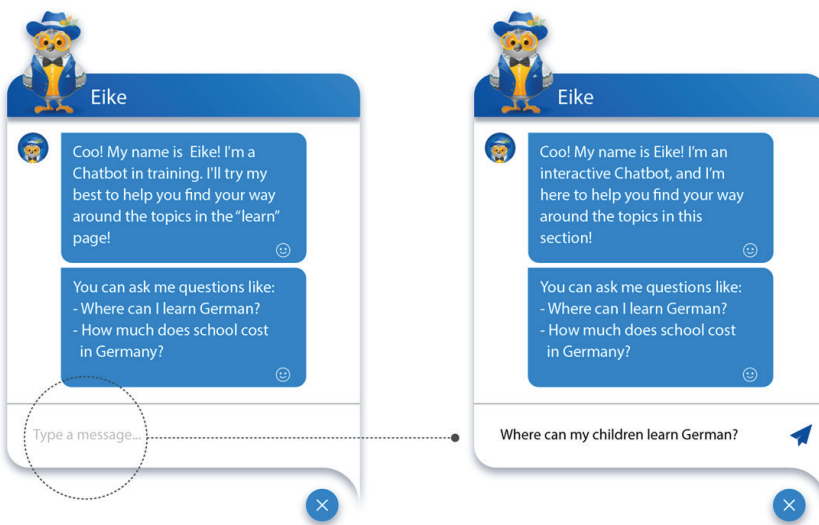 Eike
Coo! My name is Eike! I'm a
Chatbot in training. I'll try my
best to help you find your way
around the topics in the “learn”
page!
You can ask me questions like:
- Where can I learn German?
- How much does school cost
in Germany?
Type a message...
Eike
Coo! My name is Eike! I'm an
interactive Chatbot, and I'm
here to help you find your way
around the topics in this
section!
You can ask me questions like:
- Where can I learn German?
- How much does school cost
in Germany?
Where can my children learn German?